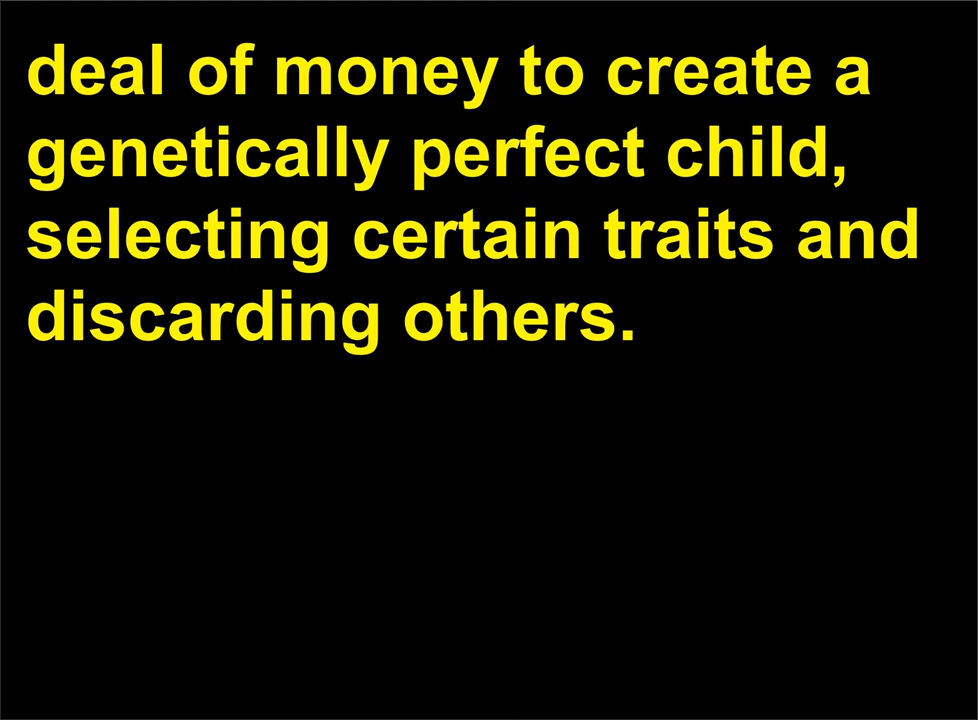 deal of money to create a
genetically perfect child,
selecting certain traits and
discarding others.